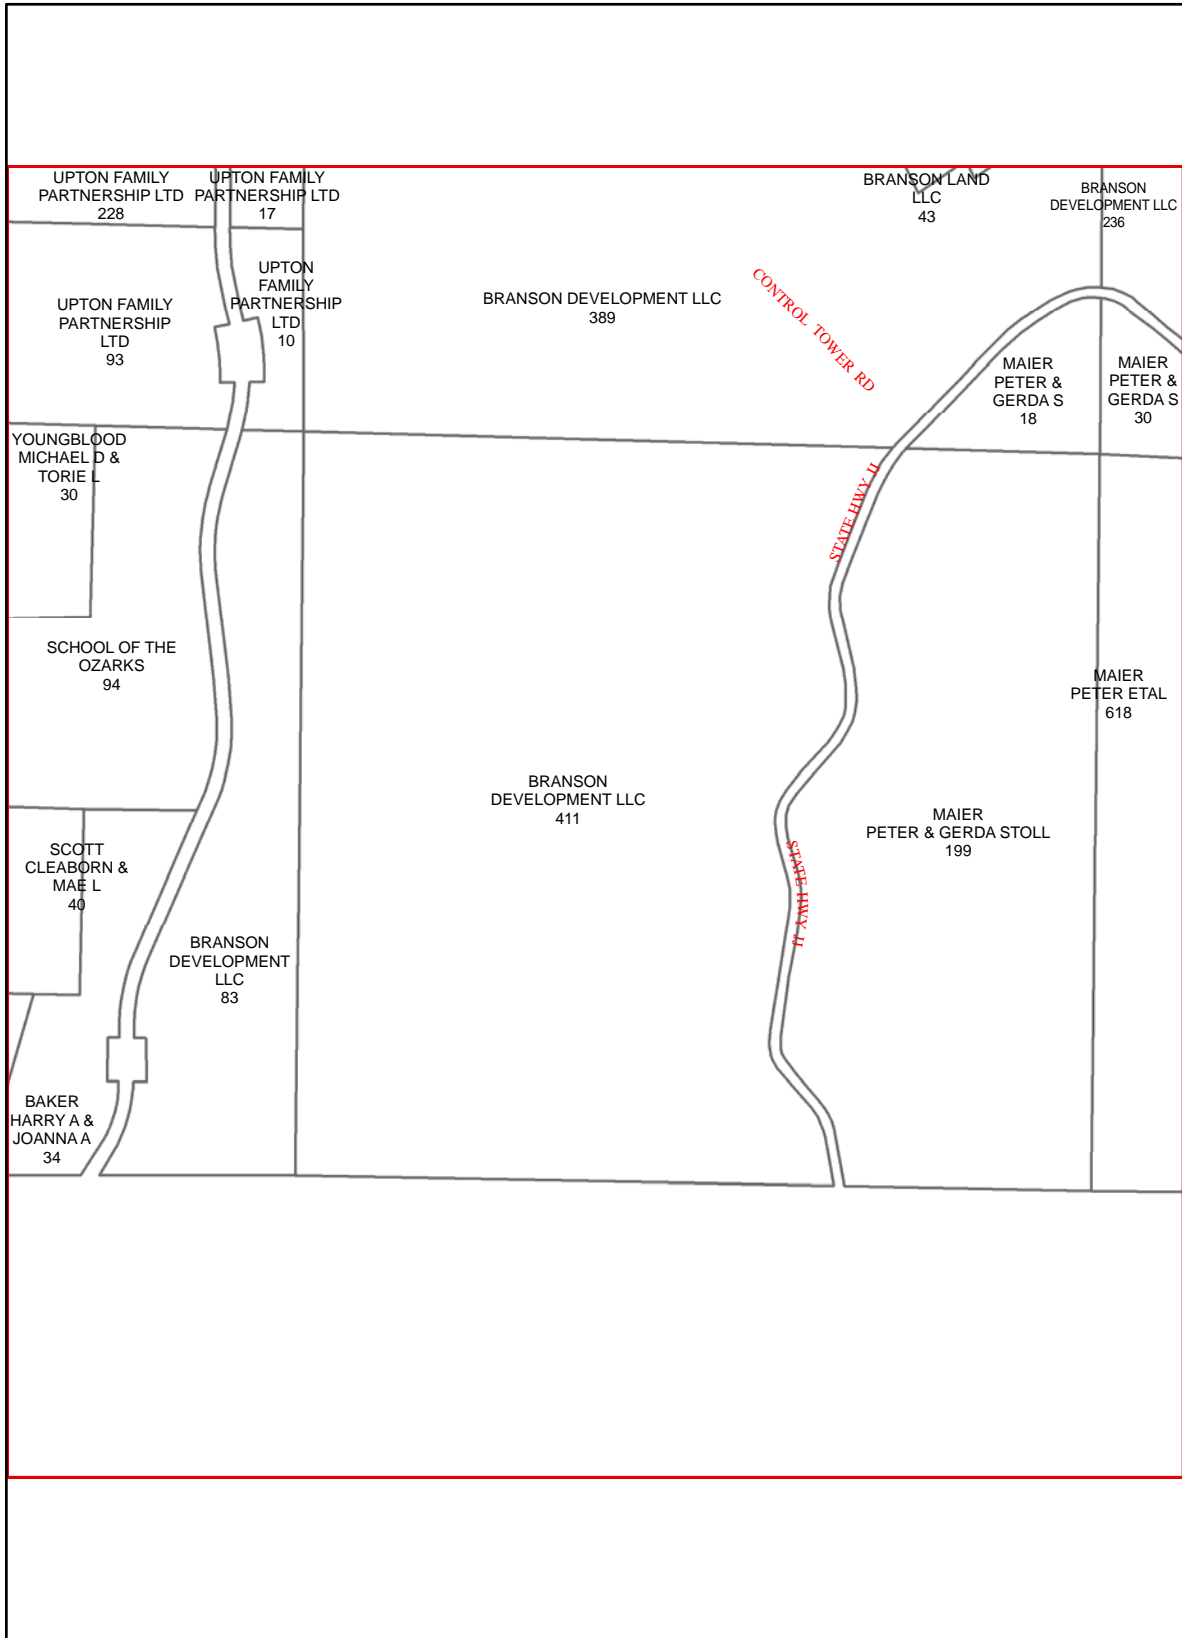 UPTON FAMILY
PARTNERSHIP LTD
228
UPTON FAMILY
PARTNERSHIP LTD
17
BRANSON LAND
LLC
43
BRANSON
DEVELOPMENT LLC
236
UPTON FAMILY
PARTNERSHIP
LTD
93
UPTON
FAMILY
PARTNERSHIP
LTD
10
BRANSON DEVELOPMENT LLC
389
CONTROL TOWER RD
MAIER
PETER &
GERDA S
18
MAIER
PETER &
GERDA S
30
YOUNGBLOOD
MICHAEL D &
TORIE L
30
STATE HWY JJ
SCHOOL OF THE
OZARKS
94
MAIER
PETER ETAL
618
BRANSON
DEVELOPMENT LLC
411
MAIER
PETER & GERDA STOLL
199
STATE HWY JJ
SCOTT
CLEABORN &
MAE L
40
BRANSON
DEVELOPMENT
LLC
83
BAKER
HARRY A &
JOANNA A
34